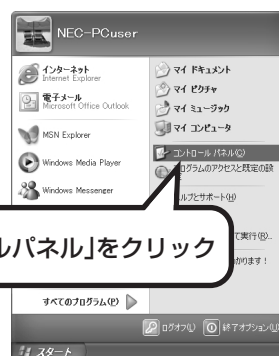 NEC-PCuser
インターネット
Internet Explorer
電子メール
Microsoft Office Outlook
MSN Explorer
Windows Media Player
Windows Messenger
すべてのプログラム(P)
マイ ドキュメント
マイ ピクチャ
マイ ミュージック
マイ コンピュータ
コントロール パネル(C)
プログラムのアクセスと既定の設
ヘルプとサポート(H)
て実行(R)...
ルパネル」をクリック
ログオフ(L)
終了オプション(U)
スタート